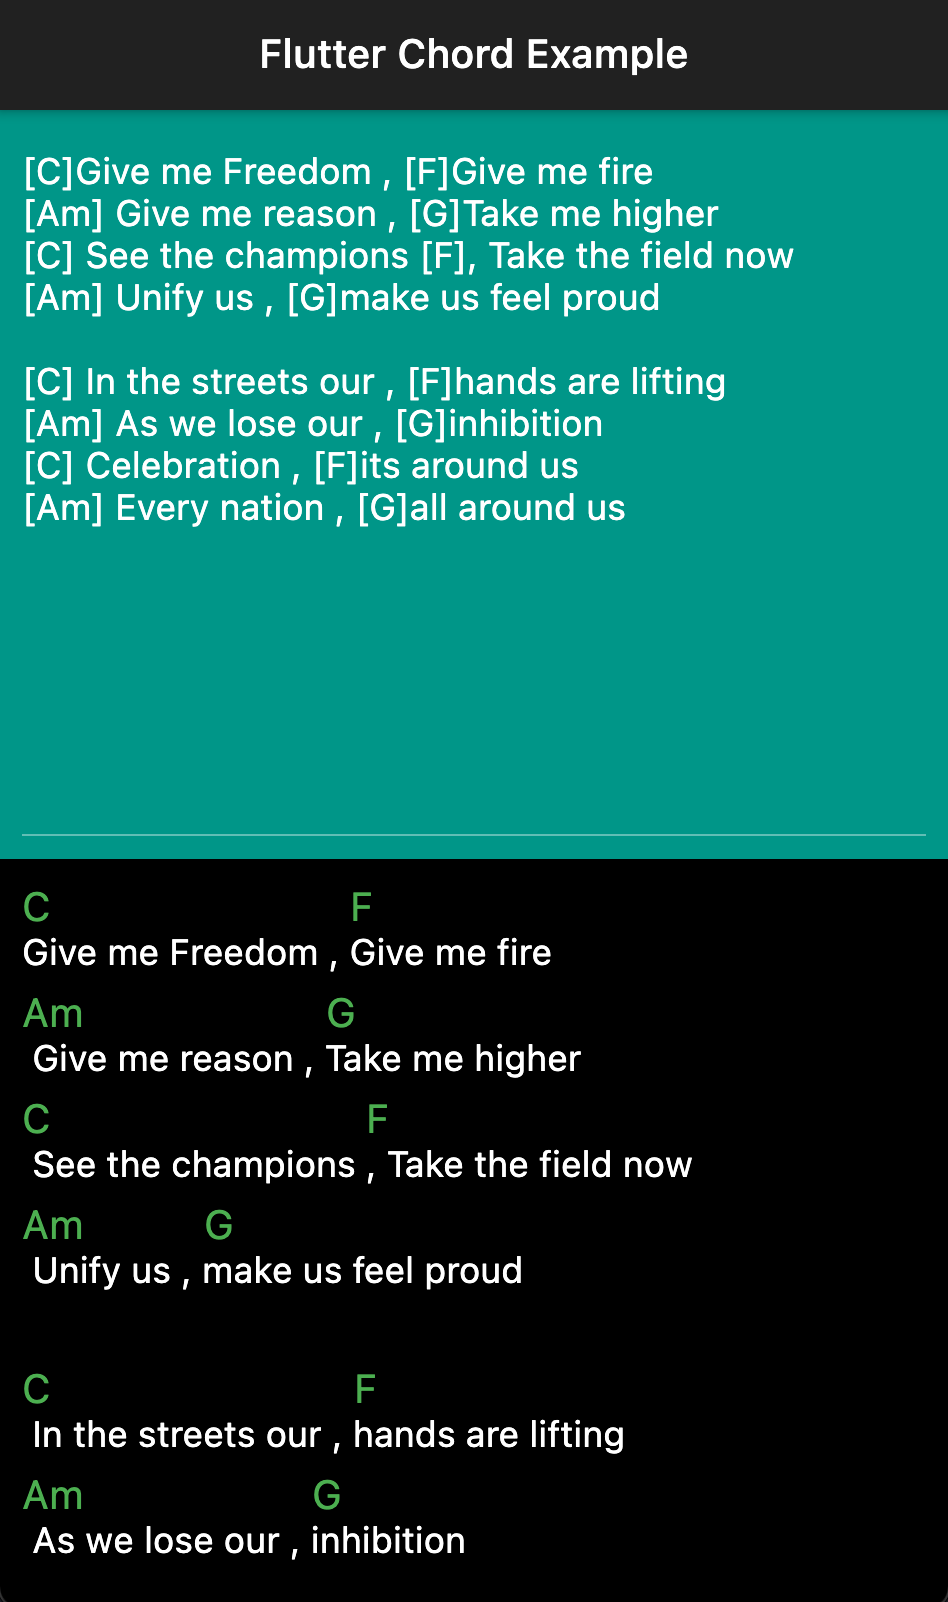 Flutter Chord Example
[C]Give me Freedom , [F]Give me fire
[Am] Give me reason , [G]Take me higher
[C] See the champions [F], Take the field now
[Am] Unify us , [G]make us feel proud

[C] In the streets our , [F]hands are lifting
[Am] As we lose our , [G]inhibition
[C] Celebration , [F]its around us
[Am] Every nation , [G]all around us

C F
Give me Freedom , Give me fire
Am G
Give me reason , Take me higher
C F
See the champions , Take the field now
Am G
Unify us , make us feel proud

C F
In the streets our , hands are lifting
Am G
As we lose our , inhibition